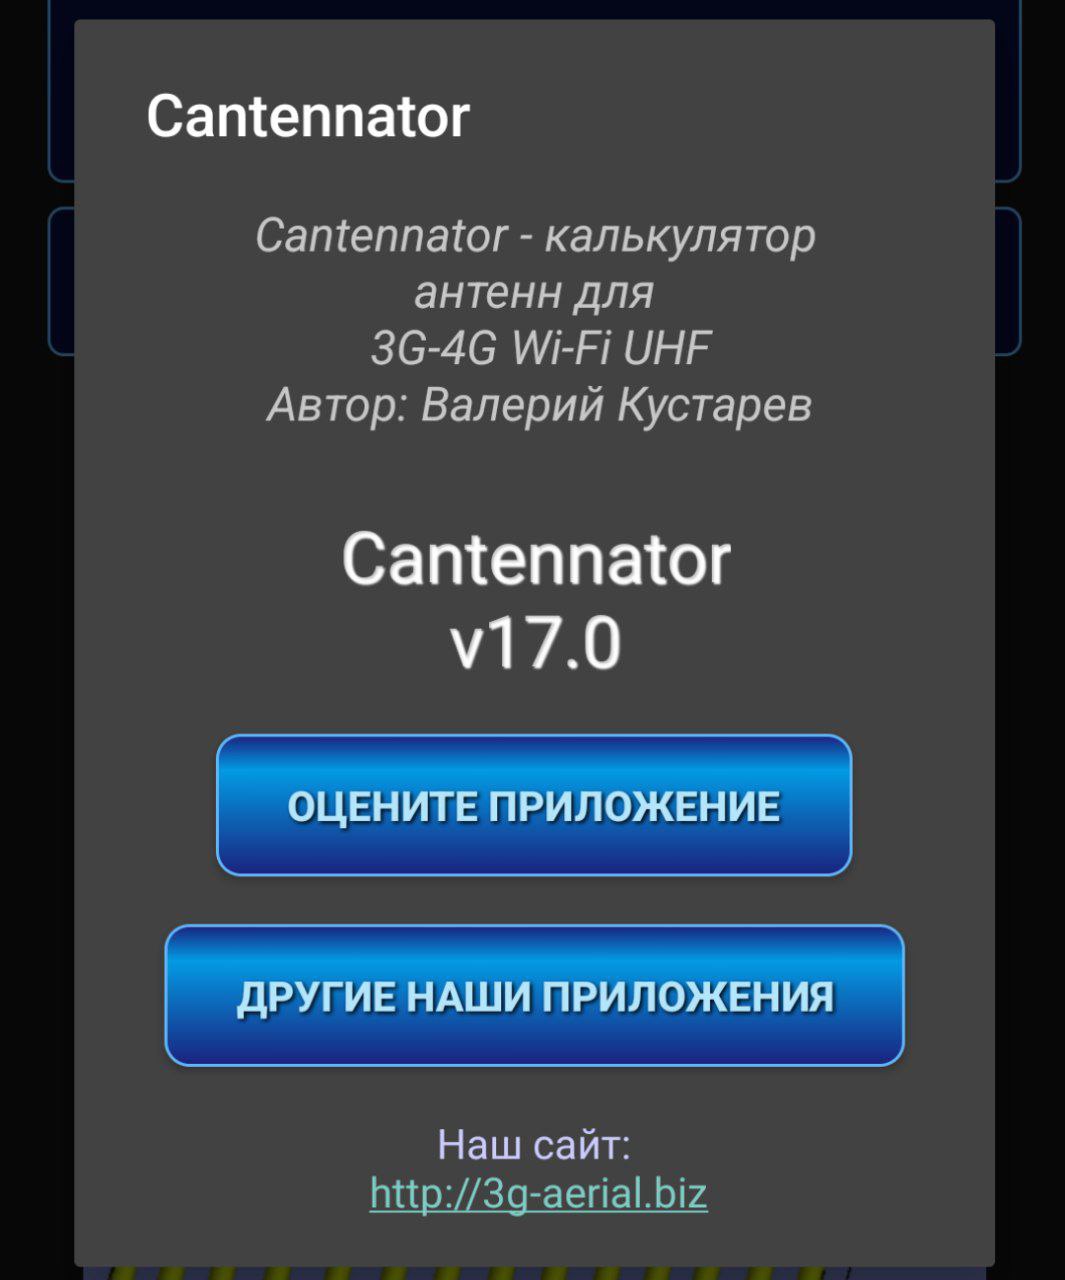 Cantennator
Cantennator - калькулятор
антенн для
3G-4G Wi-Fi UHF
Автор: Валерий Кустарев
Cantennator
v17.0
ОЦЕНИТЕ ПРИЛОЖЕНИЕ
ДРУГИЕ НАШИ ПРИЛОЖЕНИЯ
Наш сайт:
http://3g-aerial.biz